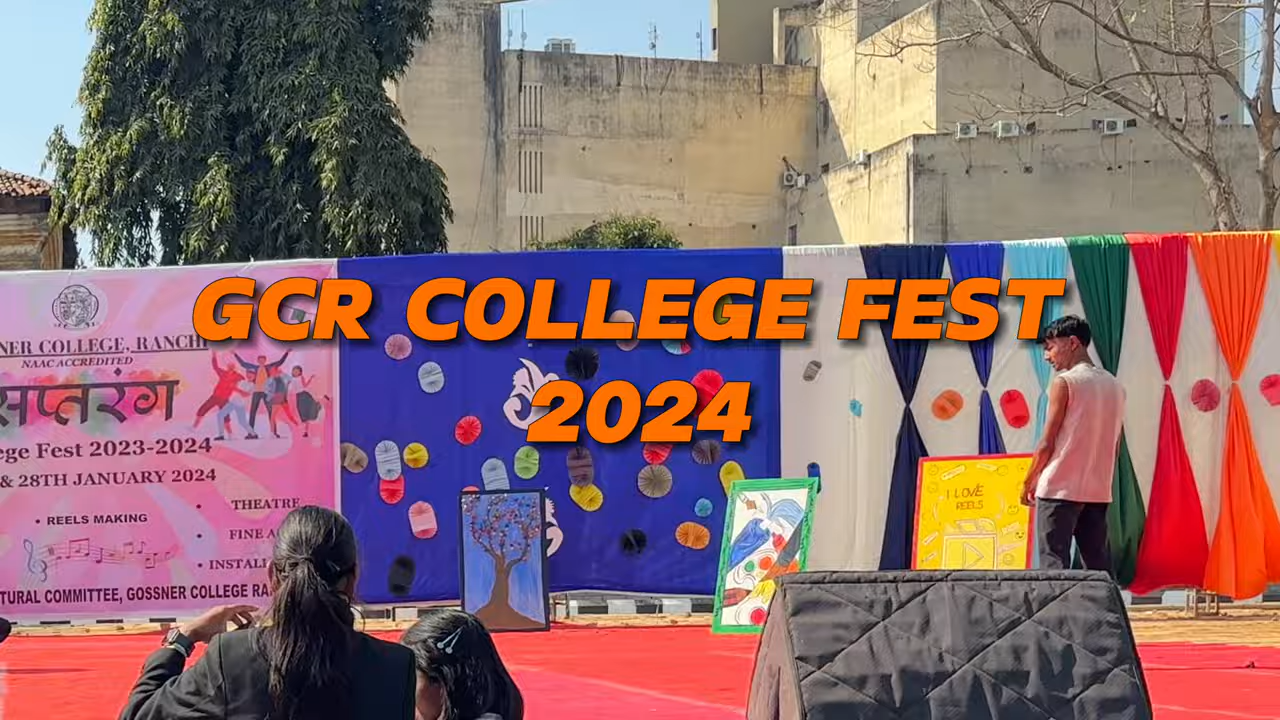 GCR COLLEGE FEST
2024
NER COLLEGE, RANCHI
NAAC ACCREDITED
सप्तरंग
ege Fest 2023-2024
& 28TH JANUARY 2024
• REELS MAKING
• THEATRE
• FINE A
• INSTALL
TURAL COMMITTEE, GOSSNER COLLEGE RA
I LOVE
REELS